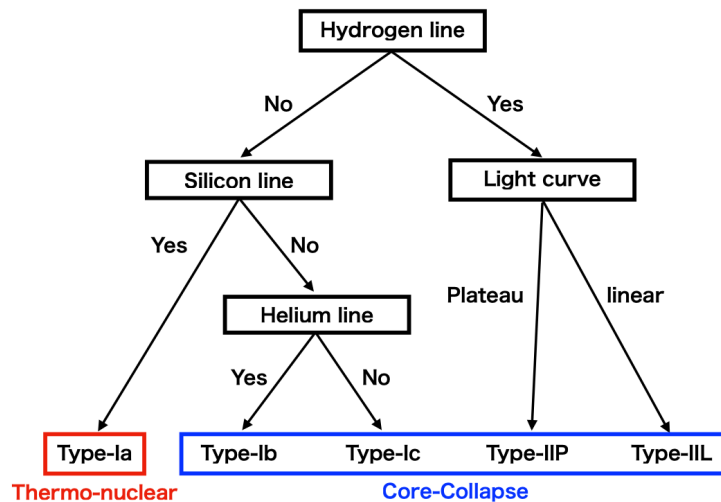 Hydrogen line
No
Yes
Silicon line
Light curve
Yes
No
Plateau
linear
Helium line
Yes
No
Type-Ia
Type-Ib
Type-Ic
Type-IIP
Type-IIL
Thermo-nuclear
Core-Collapse